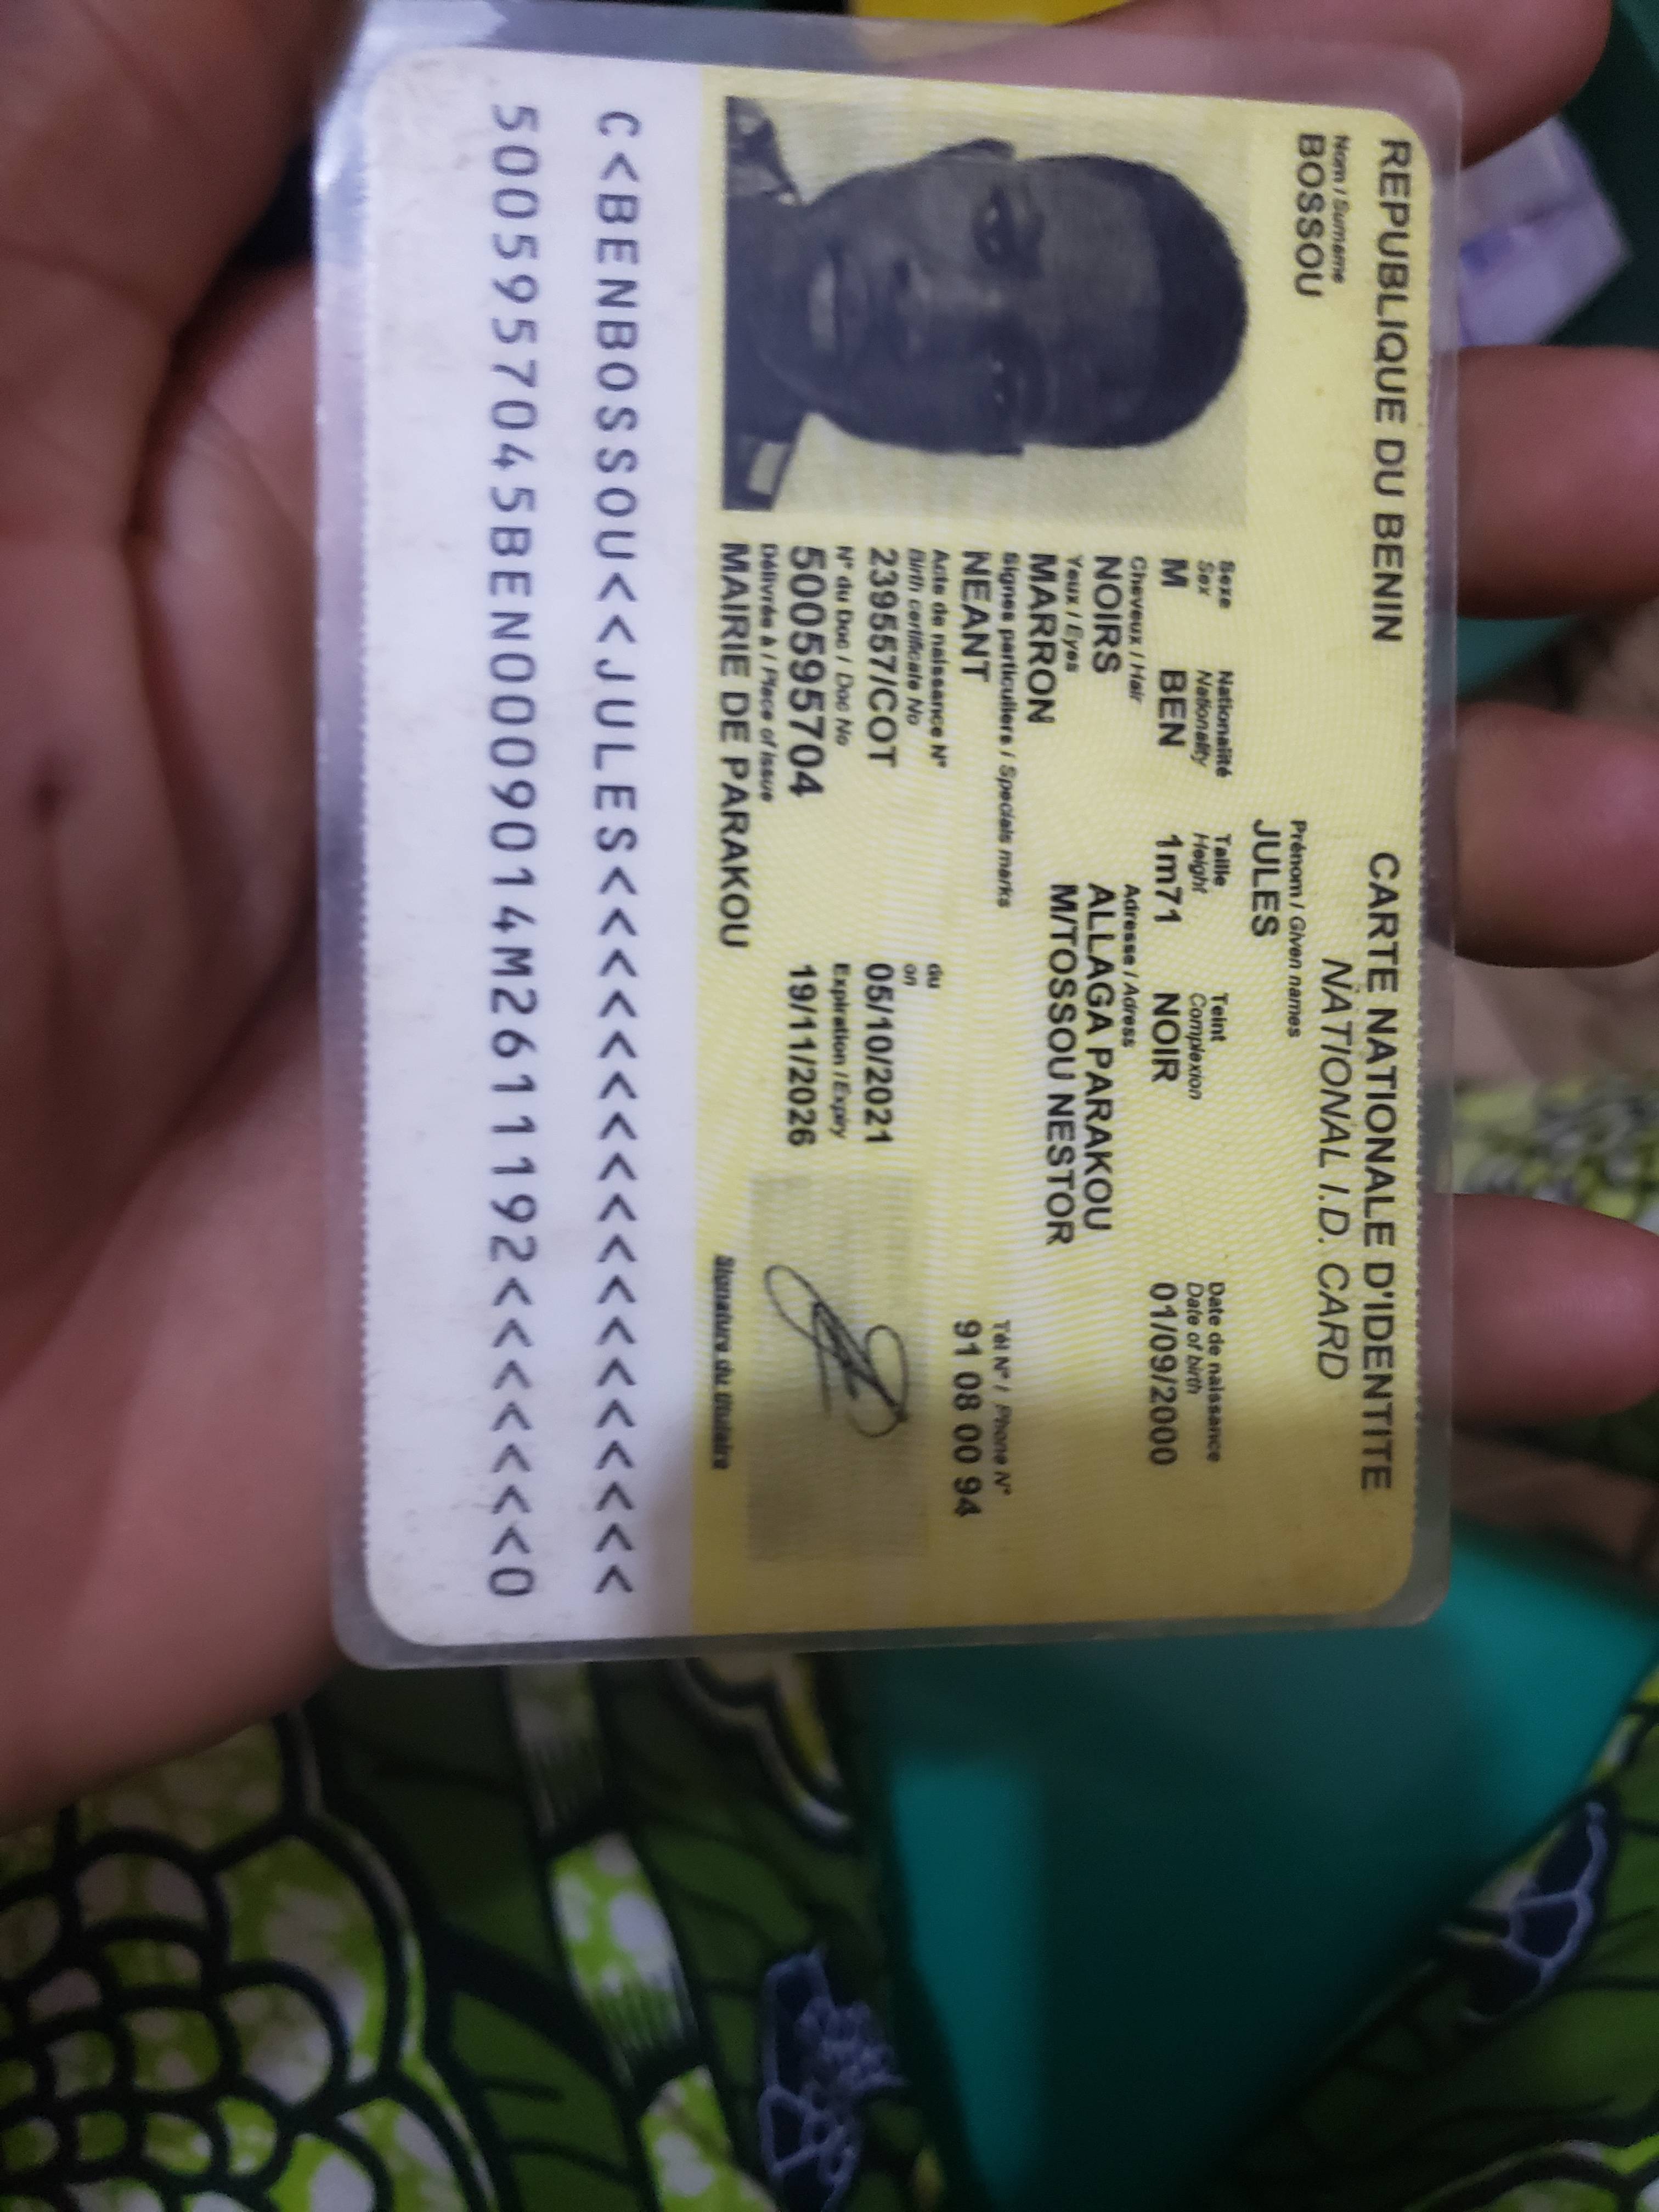 REPUBLIQUE DU BENIN
CARTE NATIONALE D'IDENTITE
NATIONAL I.D. CARD
Nom / Surname
BOSSOU
Prénom / Given names
JULES
Sexe Nationalité Taille Teint Date de naissance
Sex Nationality Height Complexion Date of birth
M BEN 1m71 NOIR 01/09/2000
Cheveux / Hair Adresse / Adress
NOIRS ALLAGA PARAKOU
Yeux / Eyes
MARRON M/TOSSOU NESTOR
Signes particuliers / Specials marks Tél N° / Phone N°
NEANT 91 08 00 94
Acte de naissance N° du
Birth certificate No on
239557/COT 05/10/2021
N° du Doc / Doc No Expiration / Expiry
500595704 19/11/2026
Délivrée à / Place of issue
MAIRIE DE PARAKOU
Signature du titulaire
C<BENBOSSOU<<JULES<<<<<<<<<<<<<<<<<<
5005957045BEN0009014M2611192<<<<<<<0